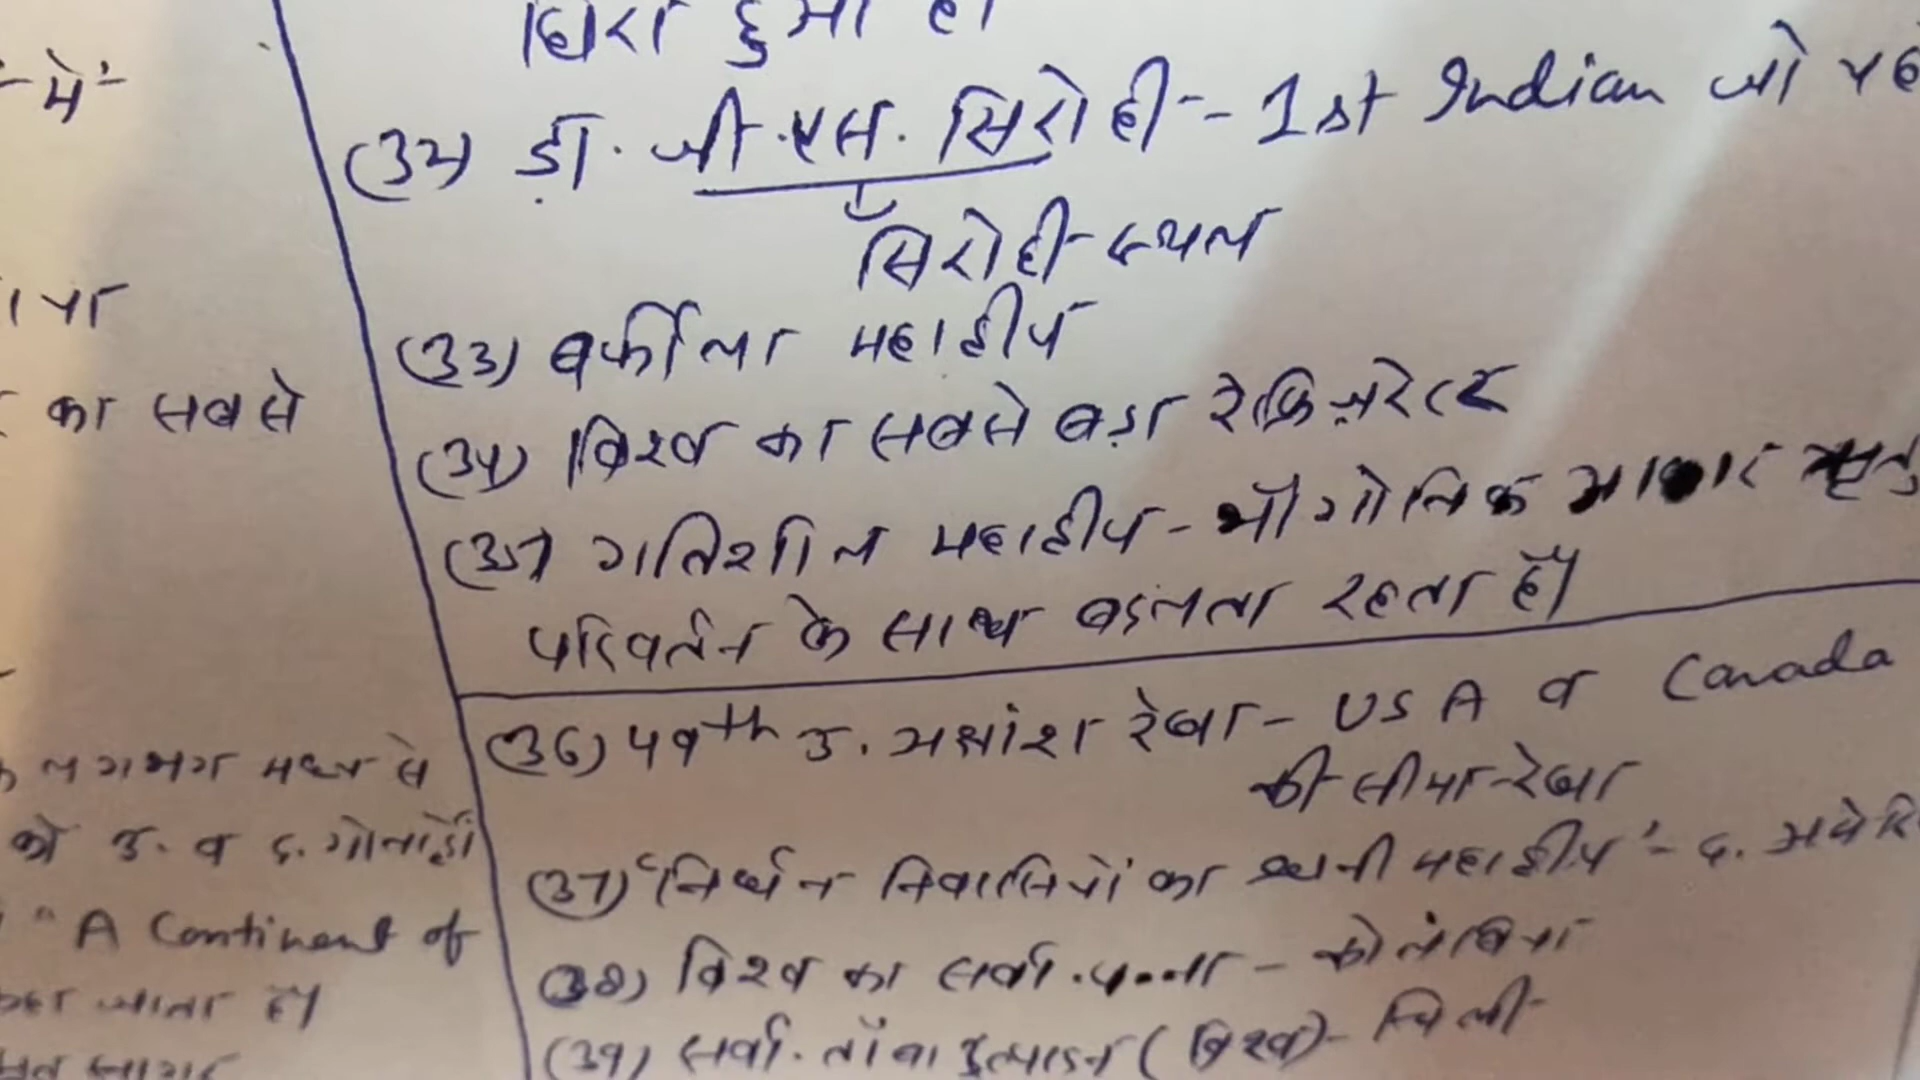 में
या
का सबसे
लगभग मध्य से
को उ. व द. गोलार्द्धों
" A Continent of
जाता है।
सागर
घिरा हुआ है।
(32) डॉ. जी.एस. सिरोही - 1st Indian जो
सिरोही-स्थल
(33) बर्फीला महाद्वीप
(34) विश्व का सबसे बड़ा रेफ्रिजरेटर
(35) गतिशील महाद्वीप - भौगोलिक आकार
परिवर्तन के साथ बदलता रहता है।
(36) 49th उ. अक्षांश रेखा - USA व Canada
की सीमा-रेखा
(37) "निर्धन निवासियों का धनी महाद्वीप" - द.
(38) विश्व का सर्वा. पन्ना - कोलंबिया
(39) सर्वा. ताँबा उत्पादन (विश्व) - चिली